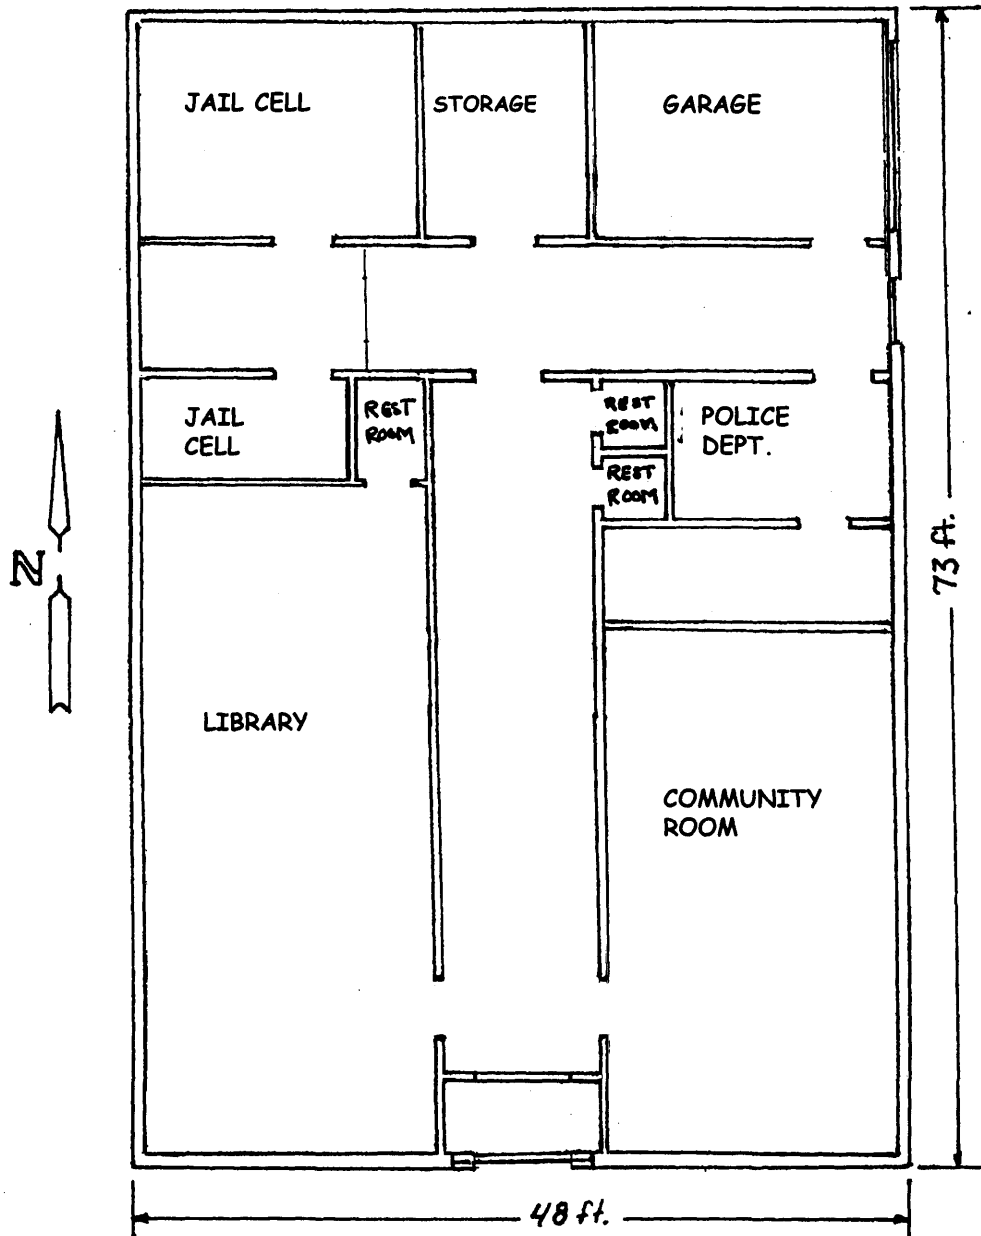 JAIL CELL
STORAGE
GARAGE
JAIL
CELL
REST
ROOM
REST
ROOM
REST
ROOM
POLICE
DEPT.
N
73 ft.
LIBRARY
COMMUNITY
ROOM
48 ft.